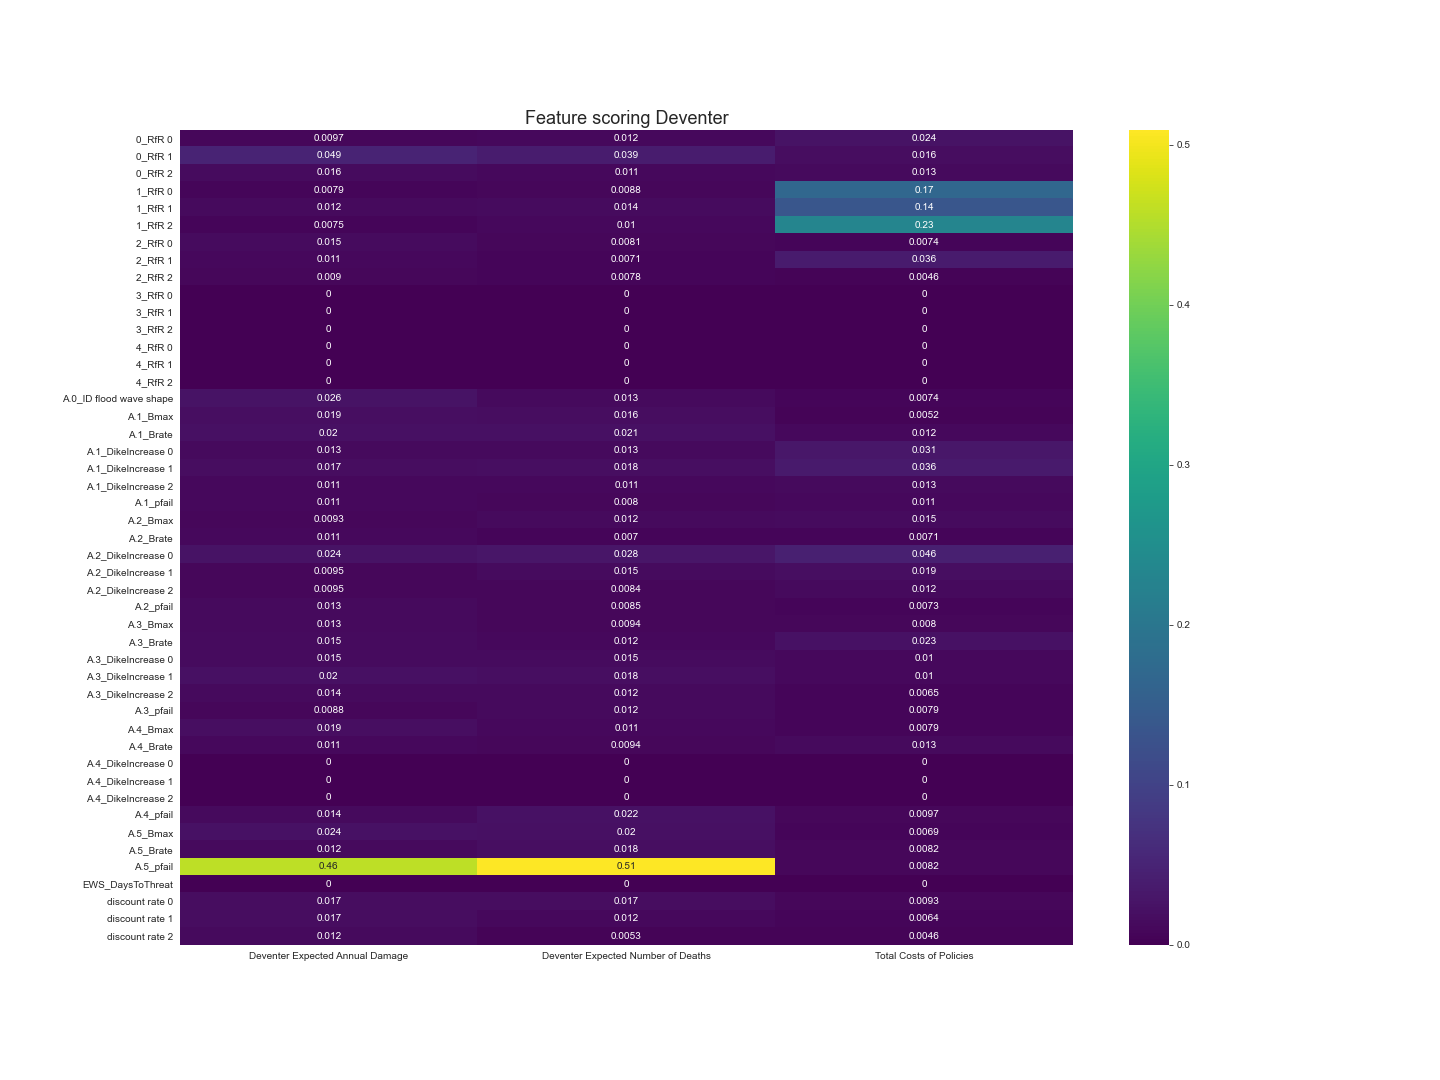 Feature scoring Deventer
0_RfR 0 0.0097 0.012 0.024
0_RfR 1 0.049 0.039 0.016
0_RfR 2 0.016 0.011 0.013
1_RfR 0 0.0079 0.0088 0.17
1_RfR 1 0.012 0.014 0.14
1_RfR 2 0.0075 0.01 0.23
2_RfR 0 0.015 0.0081 0.0074
2_RfR 1 0.011 0.0071 0.036
2_RfR 2 0.009 0.0078 0.0046
3_RfR 0 0 0 0
3_RfR 1 0 0 0
3_RfR 2 0 0 0
4_RfR 0 0 0 0
4_RfR 1 0 0 0
4_RfR 2 0 0 0
A.0_ID flood wave shape 0.026 0.013 0.0074
A.1_Bmax 0.019 0.016 0.0052
A.1_Brate 0.02 0.021 0.012
A.1_DikeIncrease 0 0.013 0.013 0.031
A.1_DikeIncrease 1 0.017 0.018 0.036
A.1_DikeIncrease 2 0.011 0.011 0.013
A.1_pfail 0.011 0.008 0.011
A.2_Bmax 0.0093 0.012 0.015
A.2_Brate 0.011 0.007 0.0071
A.2_DikeIncrease 0 0.024 0.028 0.046
A.2_DikeIncrease 1 0.0095 0.015 0.019
A.2_DikeIncrease 2 0.0095 0.0084 0.012
A.2_pfail 0.013 0.0085 0.0073
A.3_Bmax 0.013 0.0094 0.008
A.3_Brate 0.015 0.012 0.023
A.3_DikeIncrease 0 0.015 0.015 0.01
A.3_DikeIncrease 1 0.02 0.018 0.01
A.3_DikeIncrease 2 0.014 0.012 0.0065
A.3_pfail 0.0088 0.012 0.0079
A.4_Bmax 0.019 0.011 0.0079
A.4_Brate 0.011 0.0094 0.013
A.4_DikeIncrease 0 0 0 0
A.4_DikeIncrease 1 0 0 0
A.4_DikeIncrease 2 0 0 0
A.4_pfail 0.014 0.022 0.0097
A.5_Bmax 0.024 0.02 0.0069
A.5_Brate 0.012 0.018 0.0082
A.5_pfail 0.46 0.51 0.0082
EWS_DaysToThreat 0 0 0
discount rate 0 0.017 0.017 0.0093
discount rate 1 0.017 0.012 0.0064
discount rate 2 0.012 0.0053 0.0046
Deventer Expected Annual Damage Deventer Expected Number of Deaths Total Costs of Policies
0.5
0.4
0.3
0.2
0.1
0.0